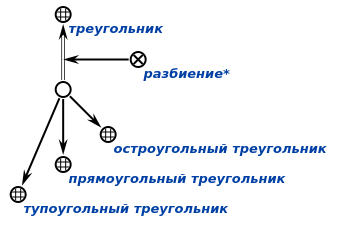 треугольник
разбиение*
остроугольный треугольник
прямоугольный треугольник
тупоугольный треугольник